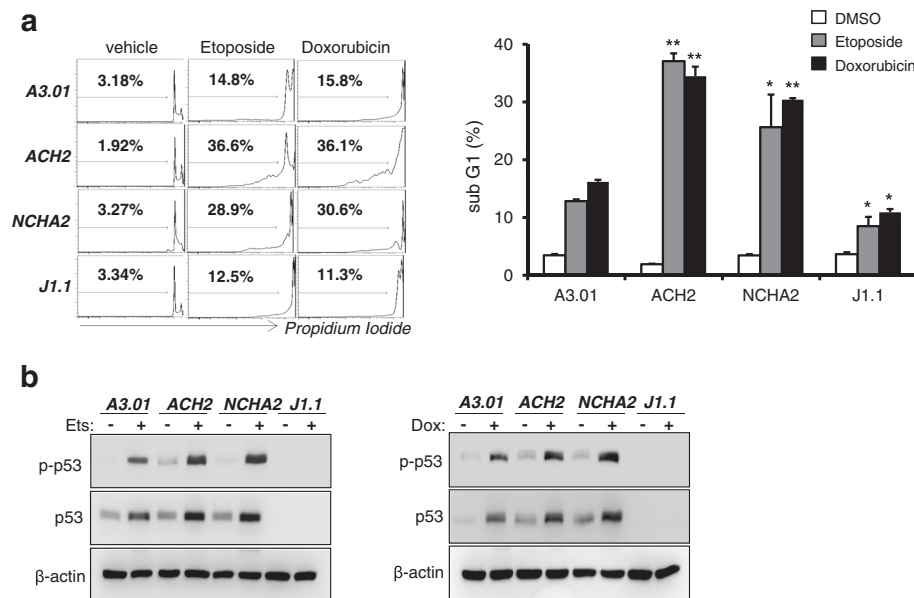 a
vehicle Etoposide Doxorubicin
A3.01 3.18% 14.8% 15.8%
ACH2 1.92% 36.6% 36.1%
NCHA2 3.27% 28.9% 30.6%
J1.1 3.34% 12.5% 11.3%
Propidium Iodide
DMSO
Etoposide
Doxorubicin
sub G1 (%)
40
30
20
10
0
** ** * ** * *
A3.01 ACH2 NCHA2 J1.1
b
A3.01 ACH2 NCHA2 J1.1
Ets: - + - + - + - +
p-p53
p53
β-actin
A3.01 ACH2 NCHA2 J1.1
Dox: - + - + - + - +
p-p53
p53
β-actin